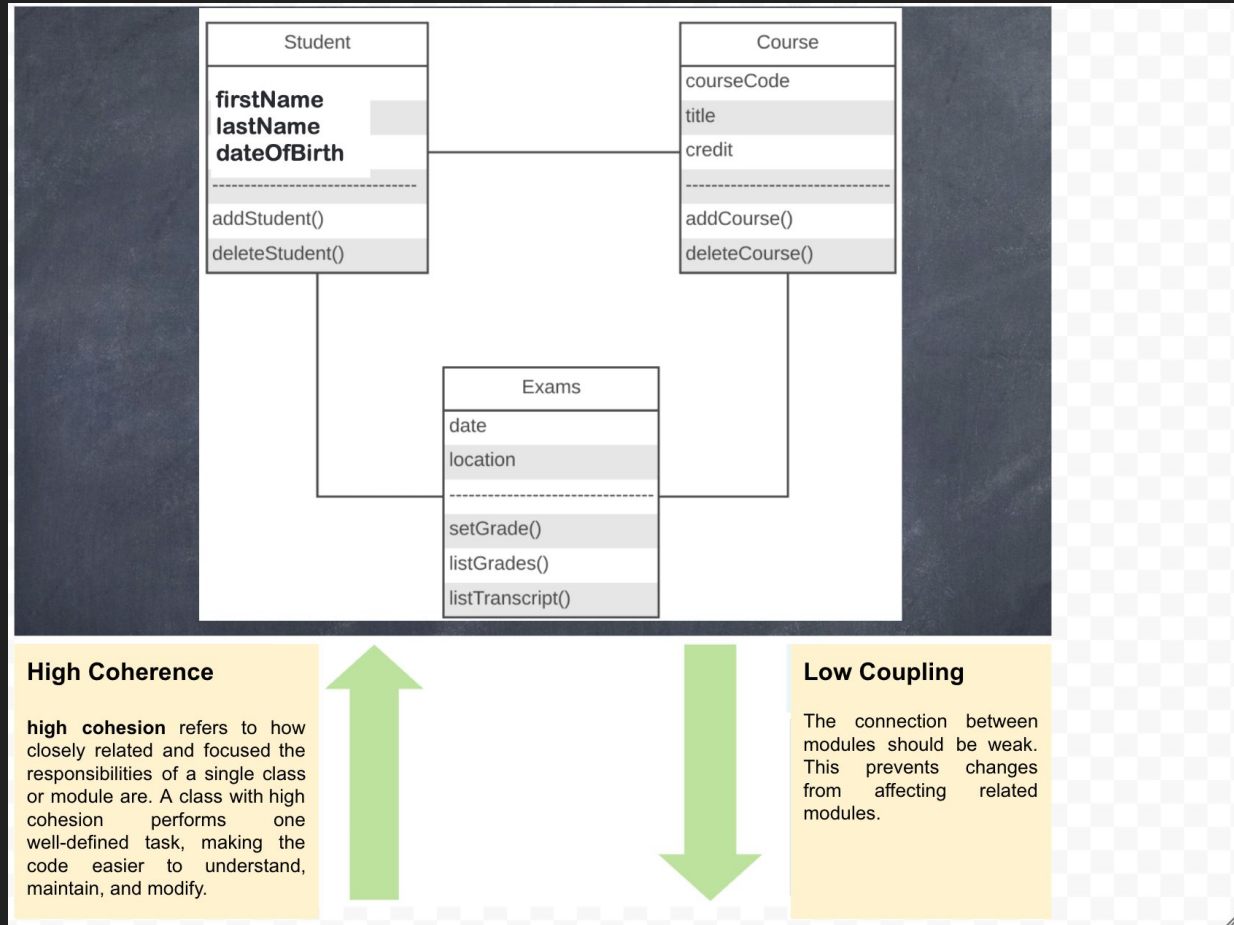 Student
firstName
lastName
dateOfBirth
--------------------------------
addStudent()
deleteStudent()
Course
courseCode
title
credit
--------------------------------
addCourse()
deleteCourse()
Exams
date
location
--------------------------------
setGrade()
listGrades()
listTranscript()
High Coherence
high cohesion refers to how
closely related and focused the
responsibilities of a single class
or module are. A class with high
cohesion performs one
well-defined task, making the
code easier to understand,
maintain, and modify.
Low Coupling
The connection between
modules should be weak.
This prevents changes
from affecting related
modules.